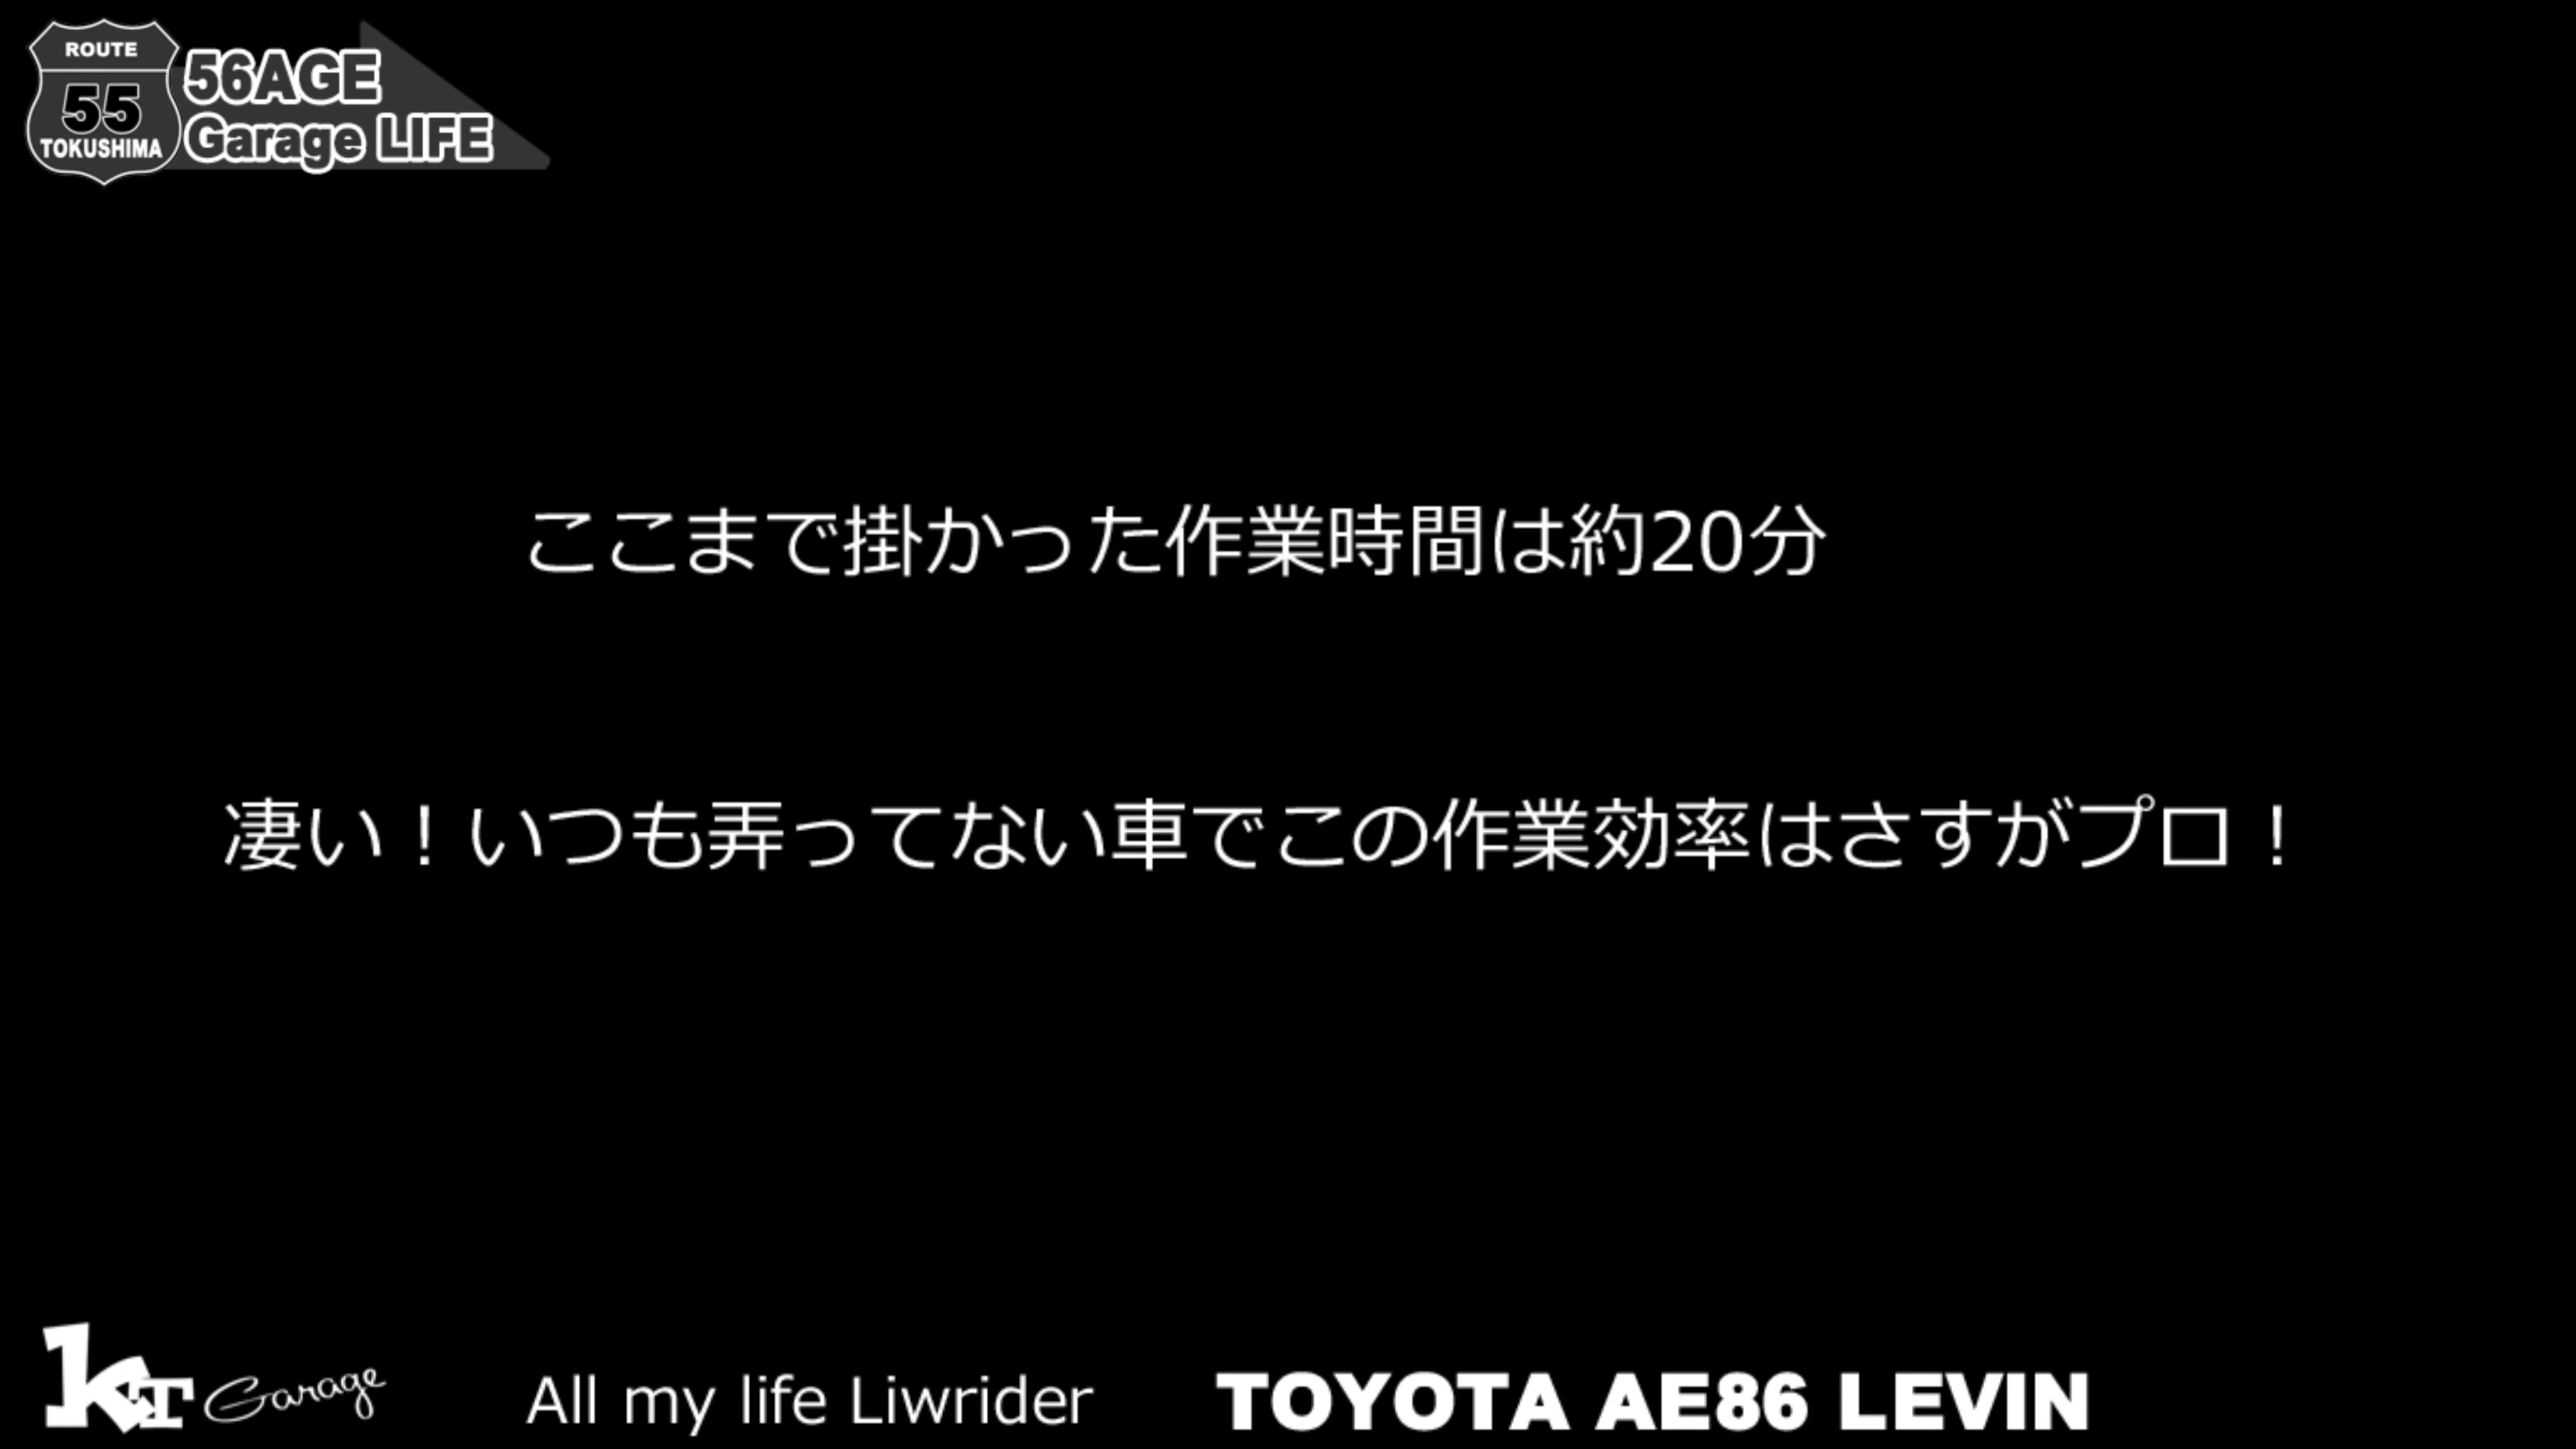 ROUTE
55
TOKUSHIMA
56AGE
Garage LIFE
ここまで掛かった作業時間は約20分
凄い！いつも弄ってない車でこの作業効率はさすがプロ！
Garage
All my life Liwrider
TOYOTA AE86 LEVIN